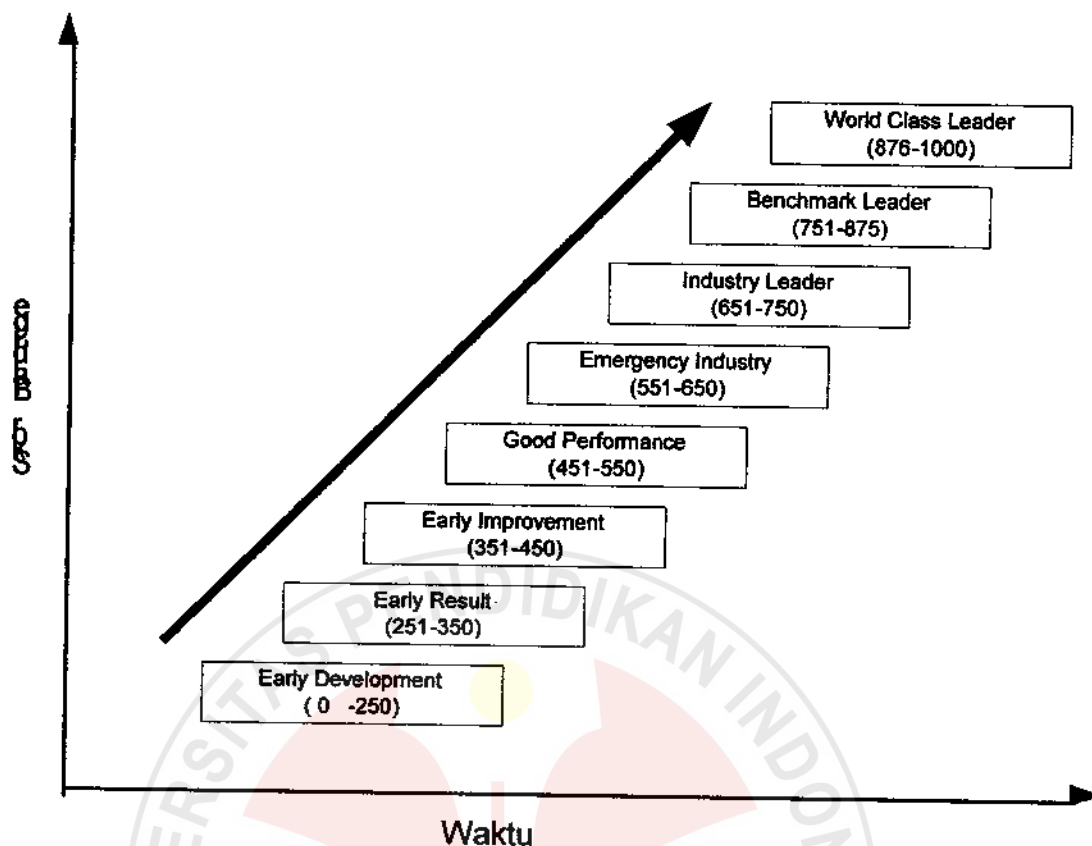 World Class Leader
(876-1000)
Benchmark Leader
(751-875)
Industry Leader
(651-750)
Emergency Industry
(551-650)
Good Performance
(451-550)
Early Improvement
(351-450)
Early Result
(251-350)
Early Development
( 0 -250)
Waktu
PENDIDIKAN